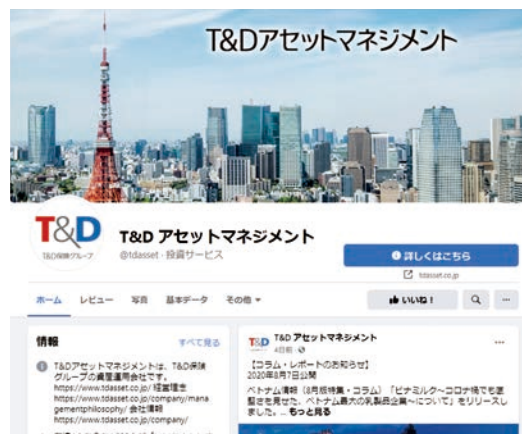 T&Dアセットマネジメント
T&D
T&D保険グループ
T&D アセットマネジメント
@tdasset · 投資サービス
詳しくはこちら
tdasset.co.jp
ホーム レビュー 写真 基本データ その他
いいね！
情報 すべて見る
T&Dアセットマネジメントは、T&D保険
グループの資産運用会社です。
https://www.tdasset.co.jp/ 経営理念
https://www.tdasset.co.jp/company/mana
gementphilosophy/ 会社情報
https://www.tdasset.co.jp/company/
T&D
T&D アセットマネジメント
4日前
【コラム・レポートのお知らせ】
2020年8月7日公開
ベトナム情報（8月版特集・コラム）「ビナミルク～コロナ禍でも底
堅さを見せた、ベトナム最大の乳製品企業～について」をリリースし
ました。... もっと見る